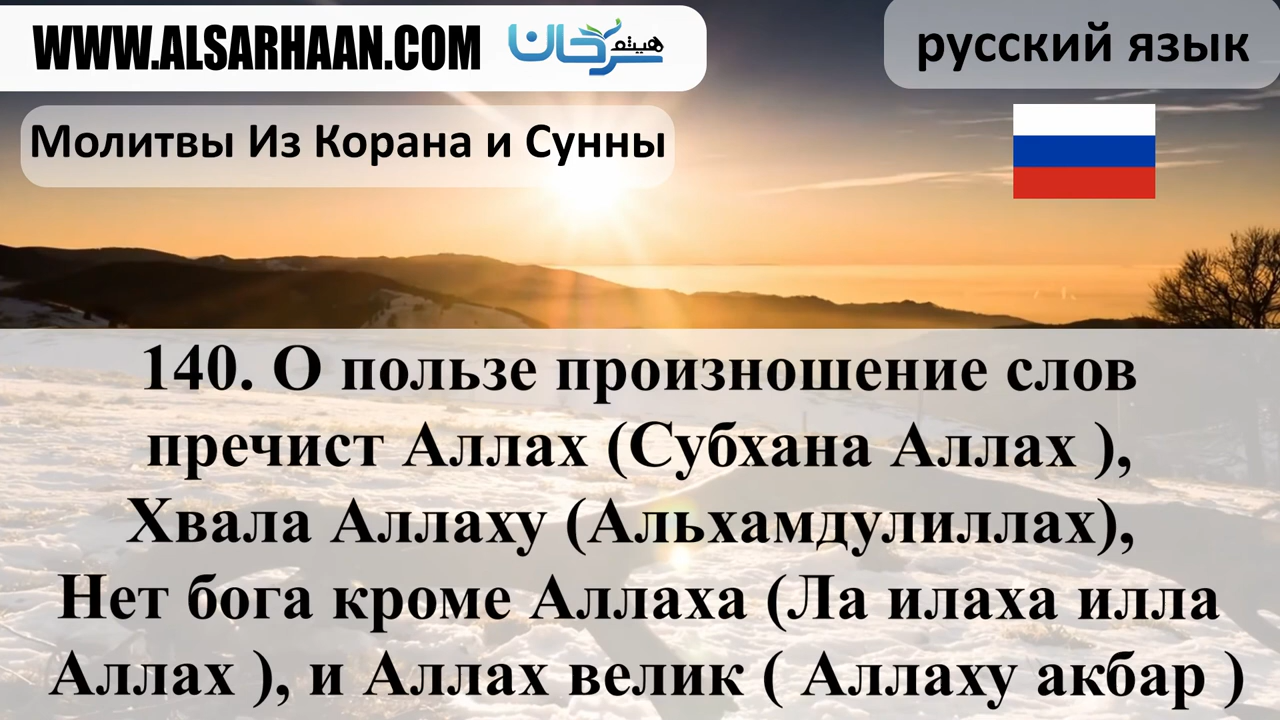 WWW.ALSARHAAN.COM
هيثم سرحان
русский язык
Молитвы Из Корана и Сунны
140. О пользе произношение слов
пречист Аллах (Субхана Аллах ),
Хвала Аллаху (Альхамдулиллах),
Нет бога кроме Аллаха (Ла илаха илла
Аллах ), и Аллах велик ( Аллаху акбар )